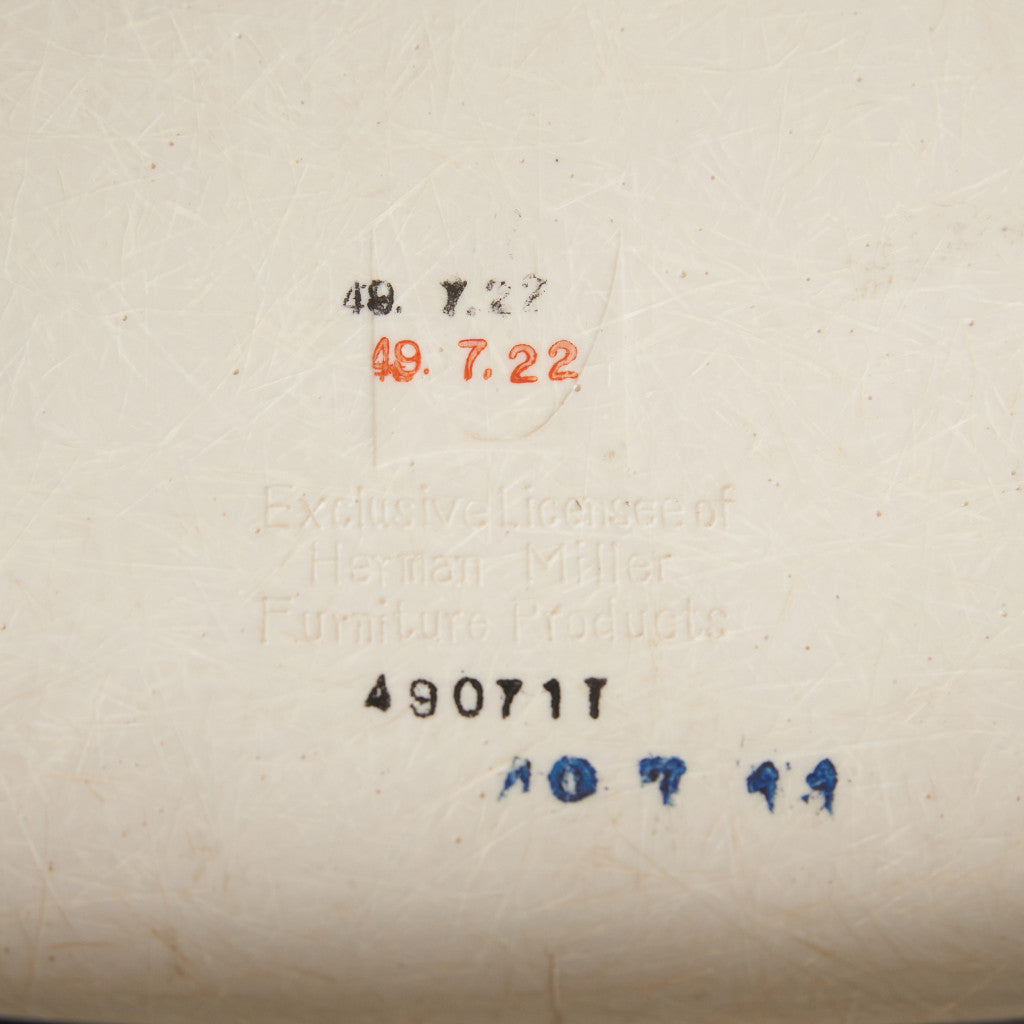 49. 7.22
49. 7.22
Exclusive Licensee of
Herman Miller
Furniture Products
490717